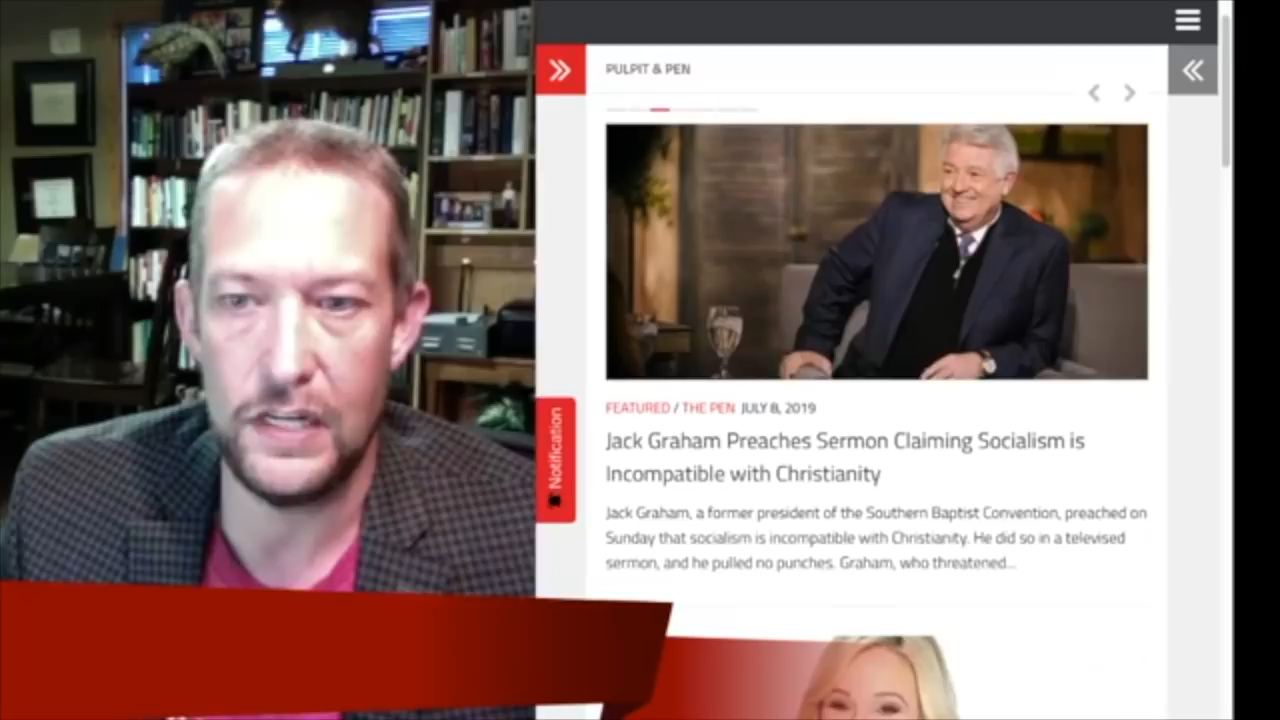 PULPIT & PEN
FEATURED / THE PEN JULY 8, 2019
Jack Graham Preaches Sermon Claiming Socialism is
Incompatible with Christianity
Jack Graham, a former president of the Southern Baptist Convention, preached on
Sunday that socialism is incompatible with Christianity. He did so in a televised
sermon, and he pulled no punches. Graham, who threatened...
Notification